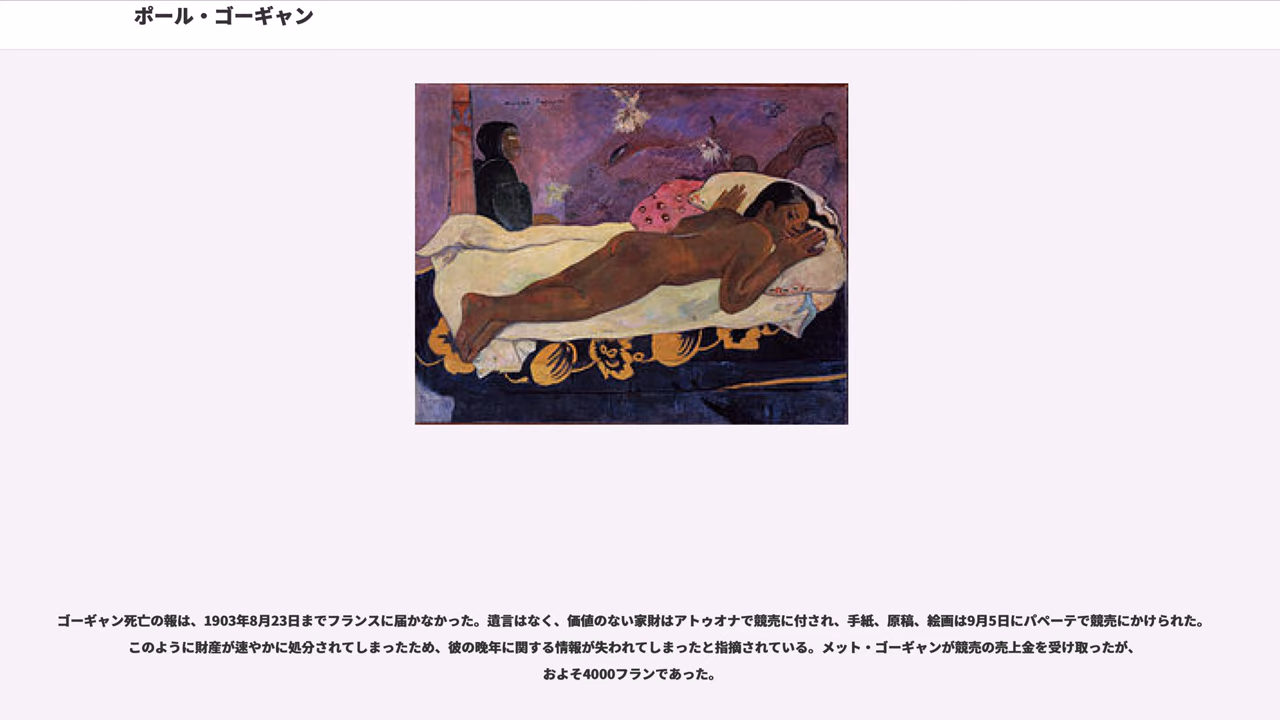 ポール・ゴーギャン
ゴーギャン死亡の報は、1903年8月23日までフランスに届かなかった。遺言はなく、価値のない家財はアトゥオナで競売に付され、手紙、原稿、絵画は9月5日にパペーテで競売にかけられた。
このように財産が速やかに処分されてしまったため、彼の晩年に関する情報が失われてしまったと指摘されている。メット・ゴーギャンが競売の売上金を受け取ったが、
およそ4000フランであった。